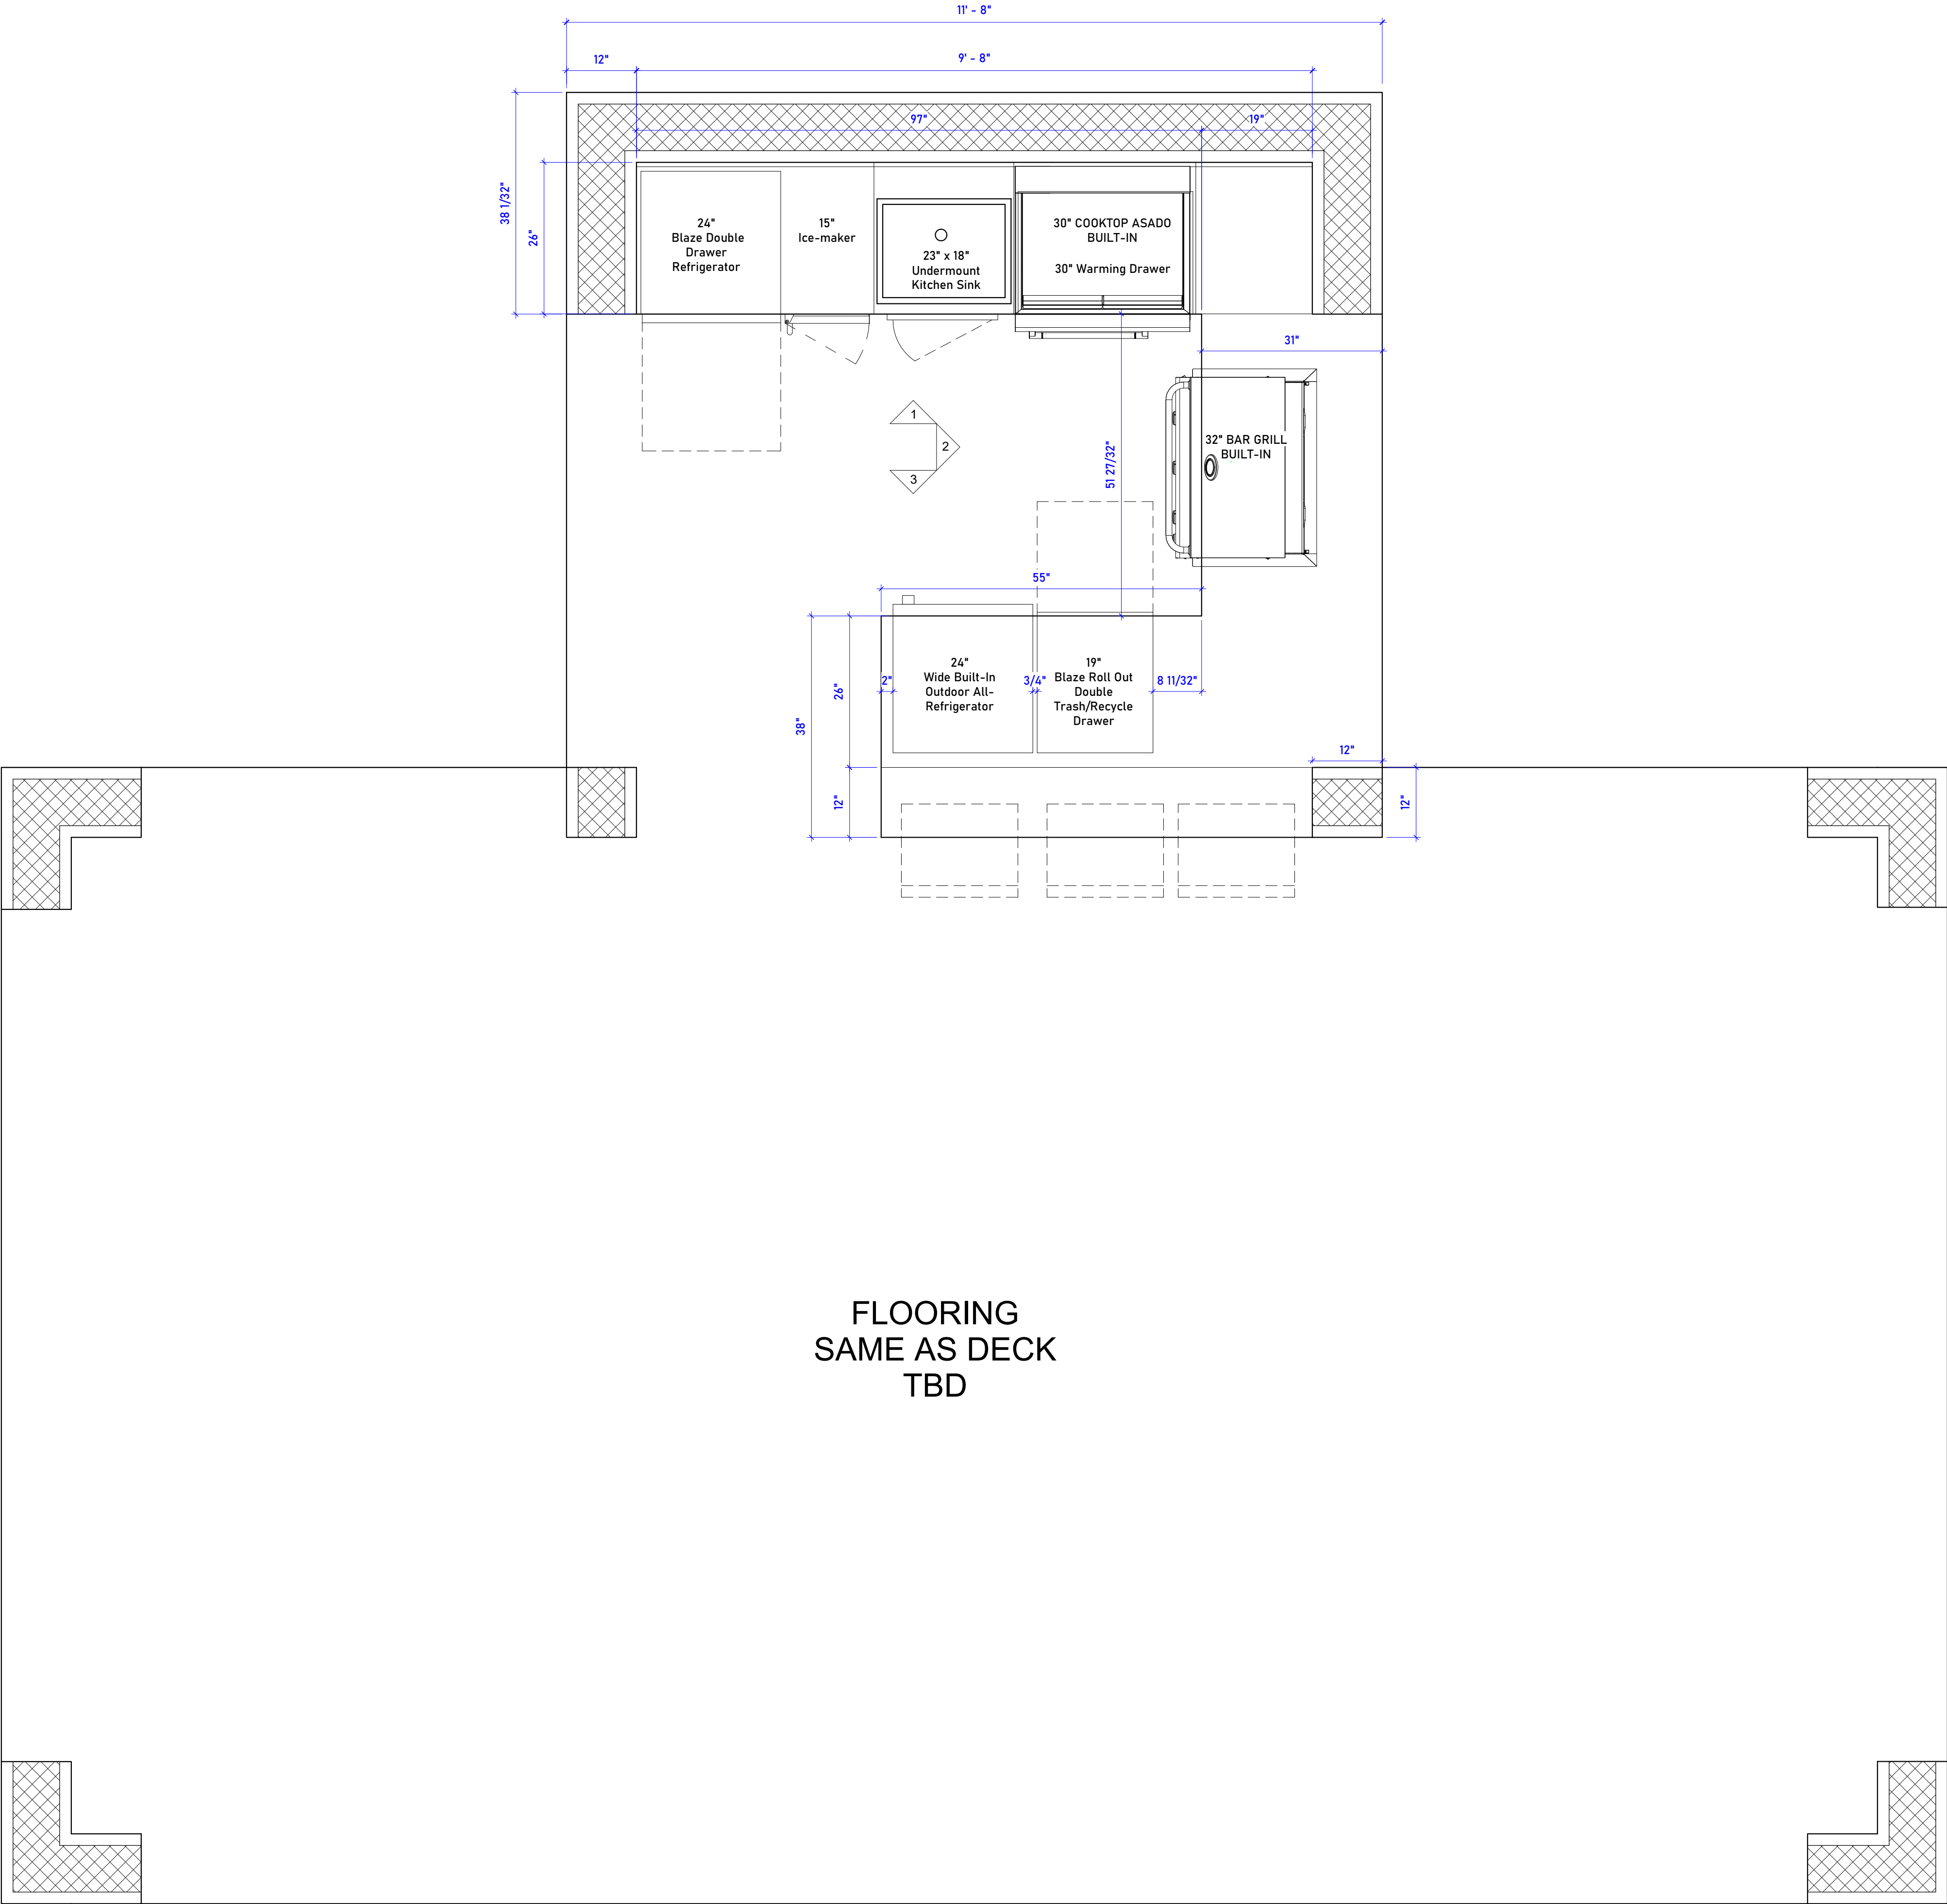 11' - 8"
12"
9' - 8"
97"
19"
38 1/32"
26"
24"
Blaze Double
Drawer
Refrigerator
15"
Ice-maker
23" x 18"
Undermount
Kitchen Sink
30" COOKTOP ASADO
BUILT-IN
30" Warming Drawer
31"
1
2
3
51 27/32"
32" BAR GRILL
BUILT-IN
55"
24"
Wide Built-In
Outdoor All-
Refrigerator
19"
Blaze Roll Out
Double
Trash/Recycle
Drawer
2"
3/4"
8 11/32"
26"
38"
12"
12"
12"
FLOORING
SAME AS DECK
TBD